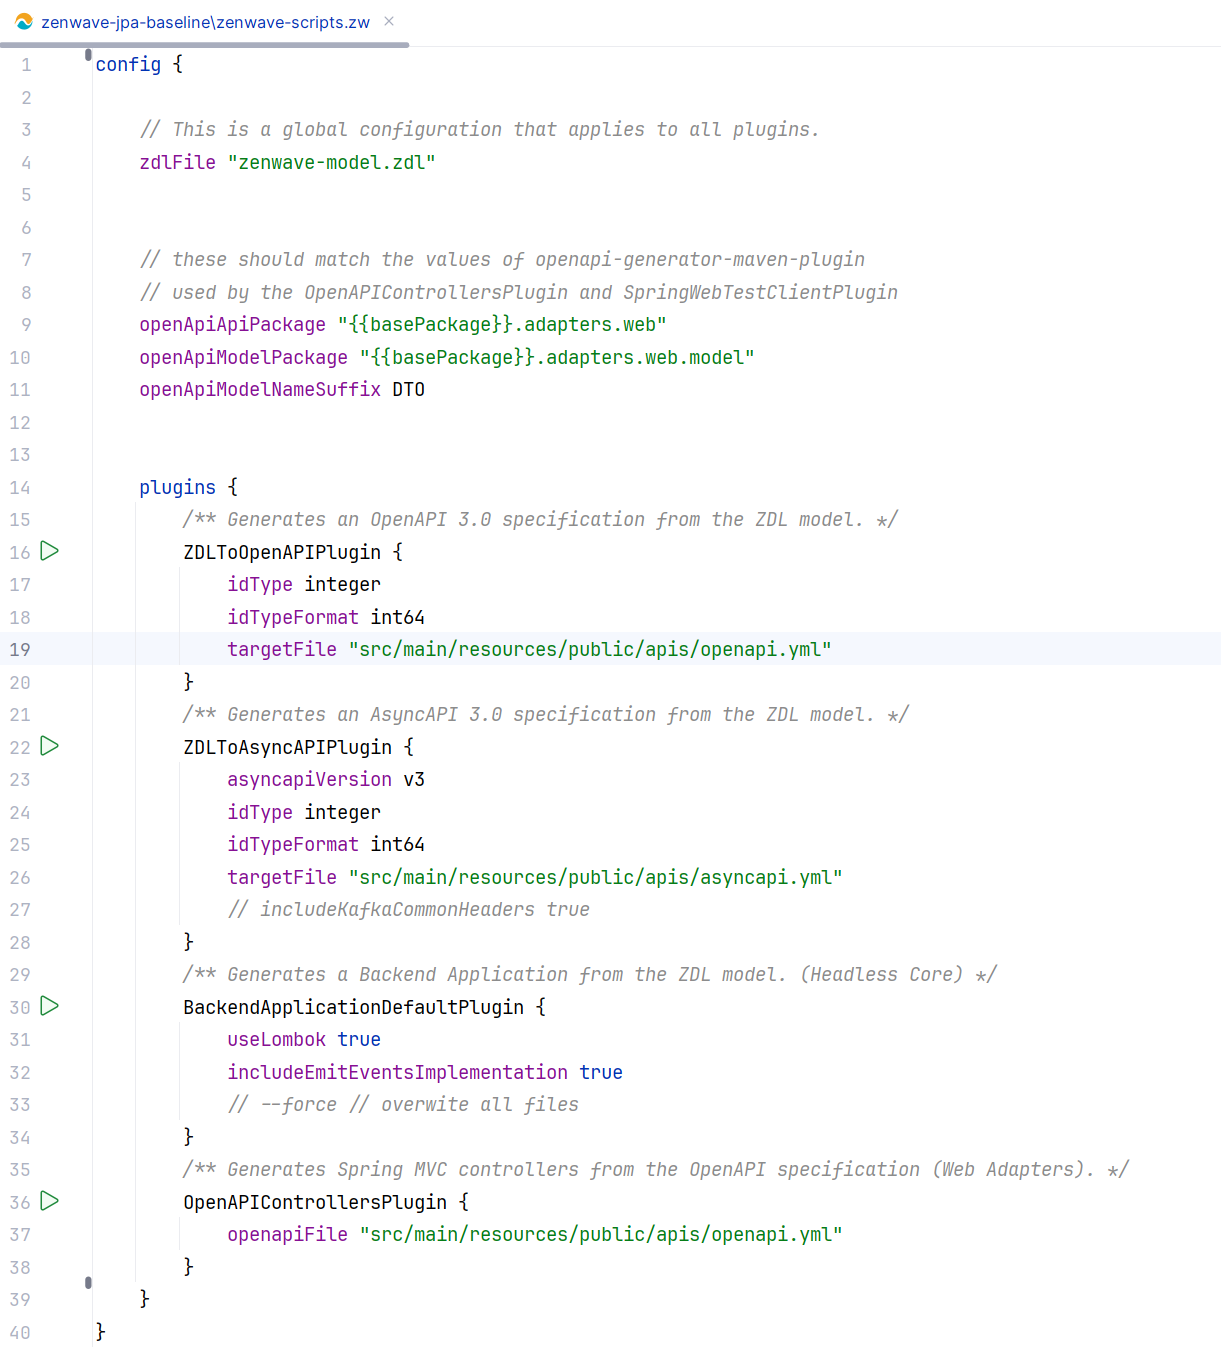 zenwave-jpa-baseline\zenwave-scripts.zw ×
1 config {
2
3 // This is a global configuration that applies to all plugins.
4 zdlFile "zenwave-model.zdl"
5
6
7 // these should match the values of openapi-generator-maven-plugin
8 // used by the OpenAPIControllersPlugin and SpringWebTestClientPlugin
9 openApiApiPackage "{{basePackage}}.adapters.web"
10 openApiModelPackage "{{basePackage}}.adapters.web.model"
11 openApiModelNameSuffix DTO
12
13
14 plugins {
15 /** Generates an OpenAPI 3.0 specification from the ZDL model. */
16 ZDLToOpenAPIPlugin {
17 idType integer
18 idTypeFormat int64
19 targetFile "src/main/resources/public/apis/openapi.yml"
20 }
21 /** Generates an AsyncAPI 3.0 specification from the ZDL model. */
22 ZDLToAsyncAPIPlugin {
23 asyncapiVersion v3
24 idType integer
25 idTypeFormat int64
26 targetFile "src/main/resources/public/apis/asyncapi.yml"
27 // includeKafkaCommonHeaders true
28 }
29 /** Generates a Backend Application from the ZDL model. (Headless Core) */
30 BackendApplicationDefaultPlugin {
31 useLombok true
32 includeEmitEventsImplementation true
33 // --force // overwite all files
34 }
35 /** Generates Spring MVC controllers from the OpenAPI specification (Web Adapters). */
36 OpenAPIControllersPlugin {
37 openapiFile "src/main/resources/public/apis/openapi.yml"
38 }
39 }
40 }